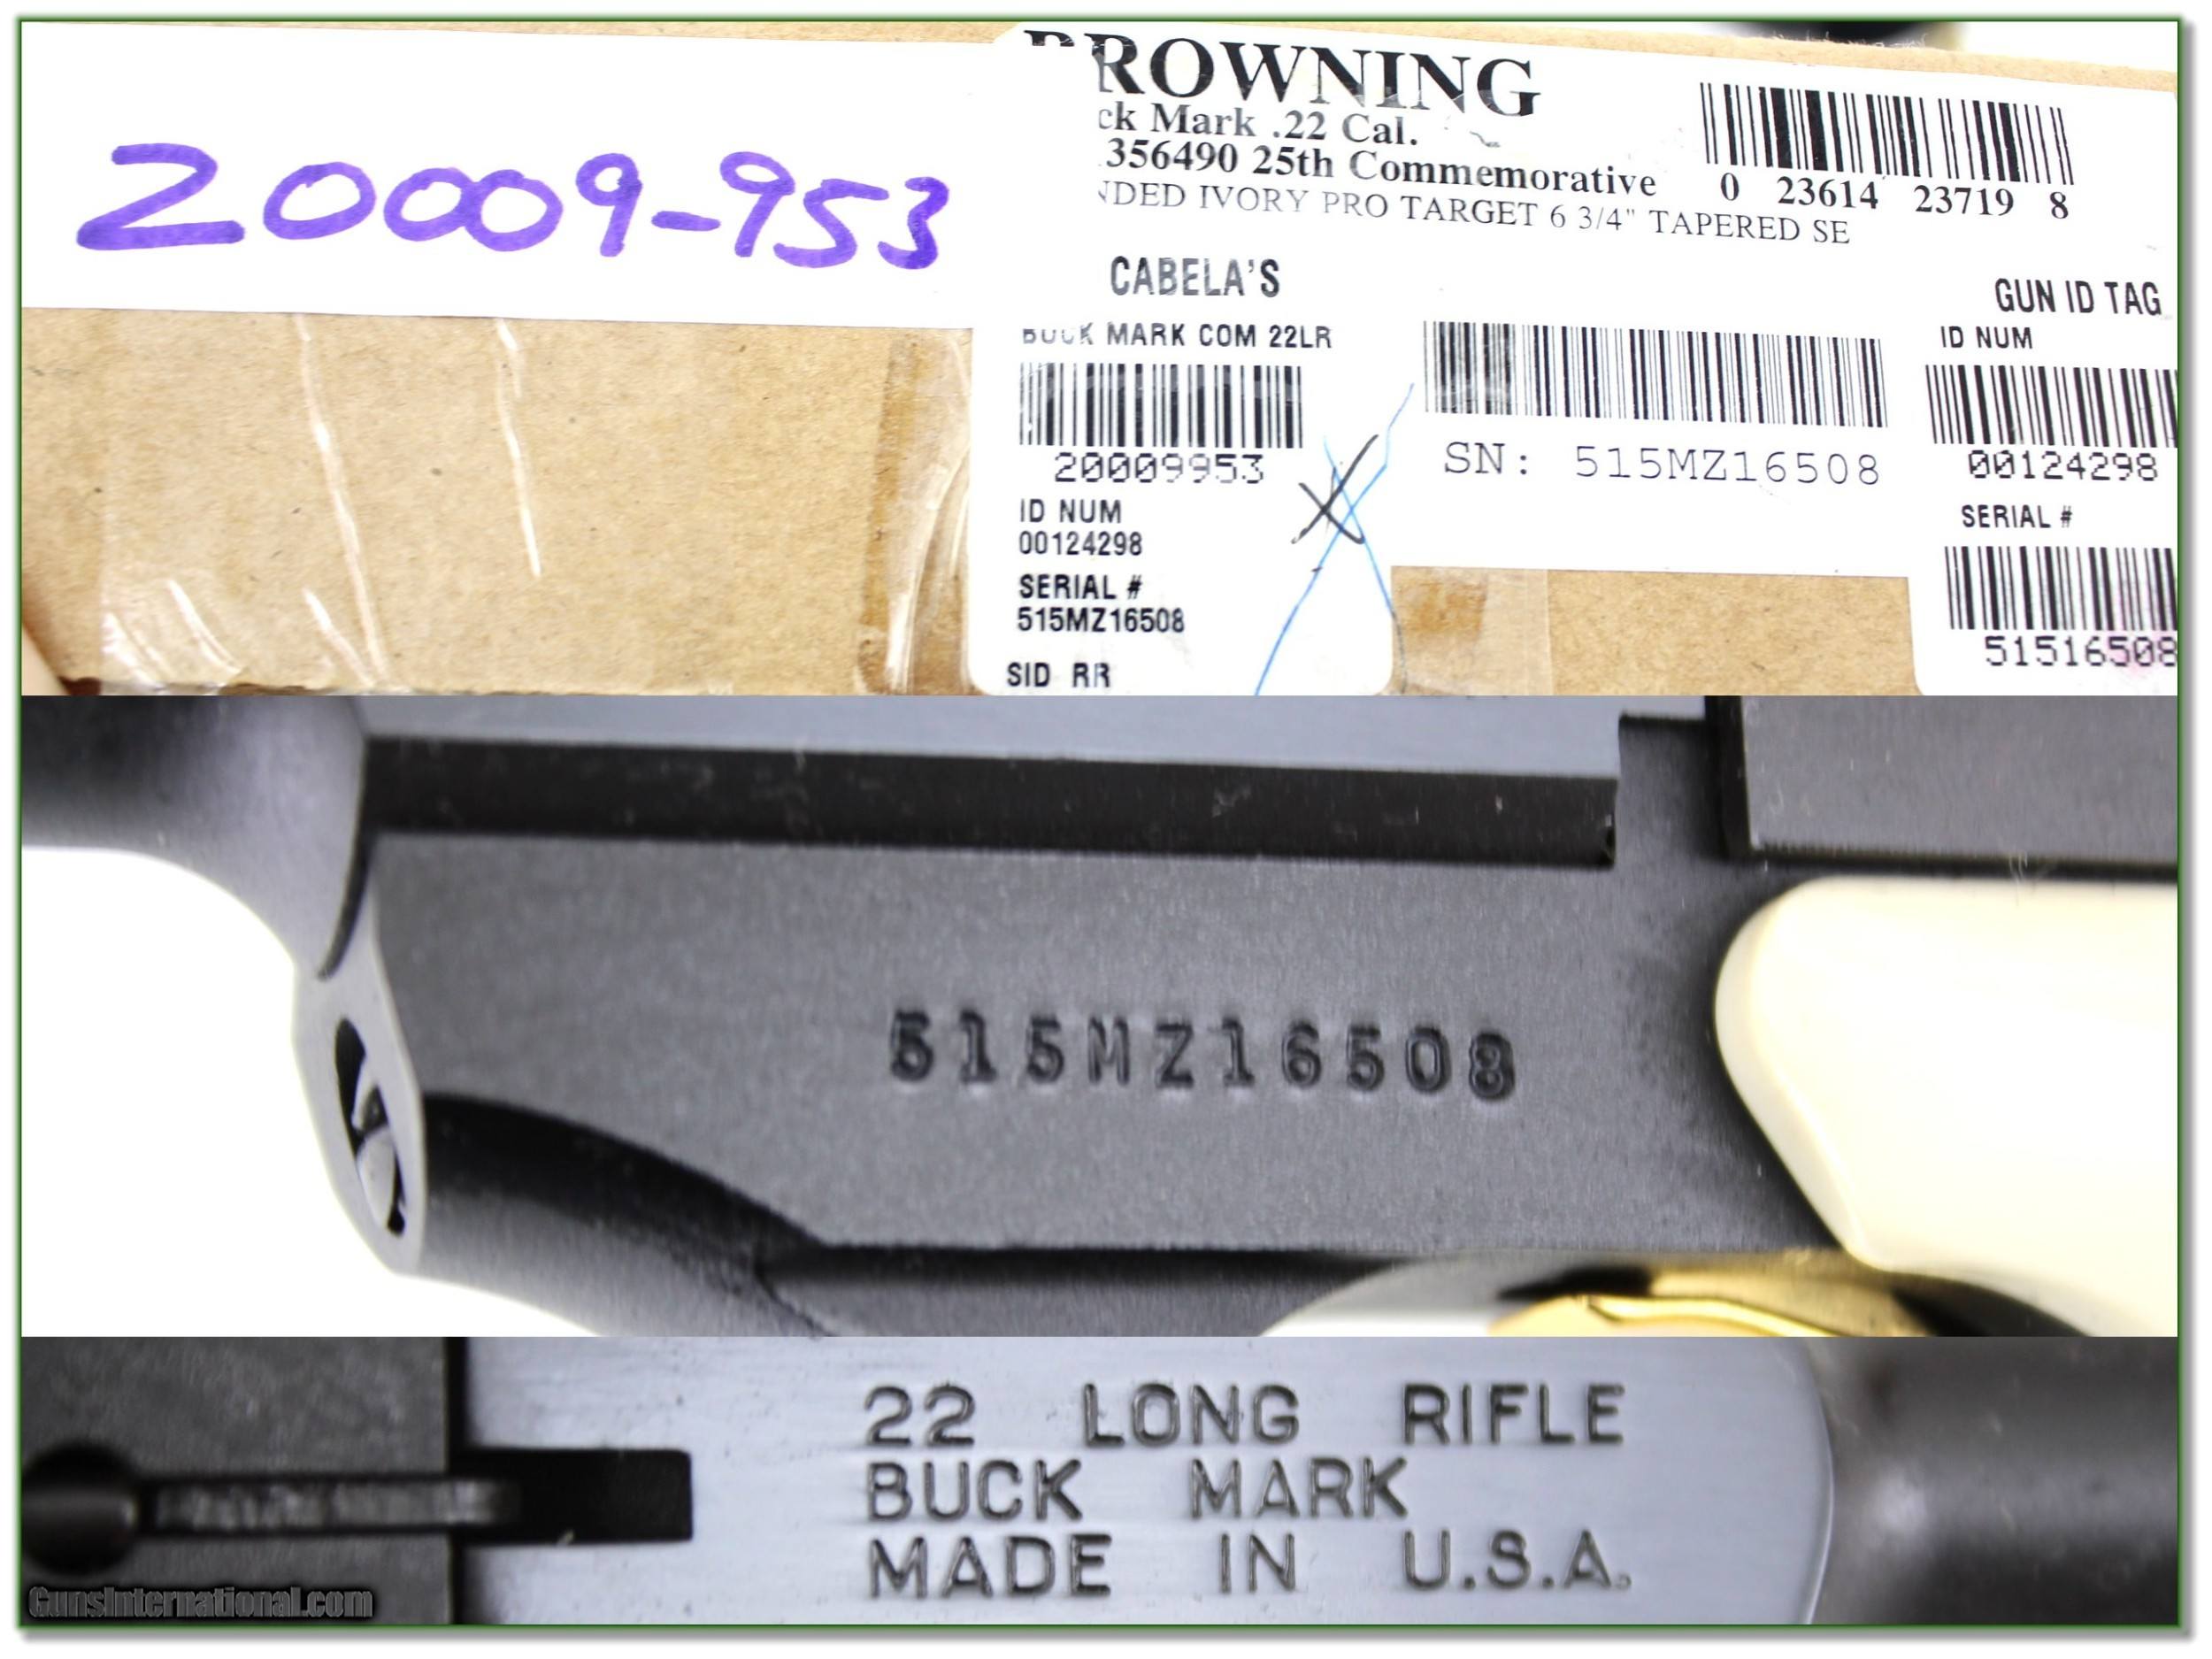 20009-953
BROWNING
ck Mark .22 Cal.
356490 25th Commemorative
NDED IVORY PRO TARGET 6 3/4" TAPERED SE
0 23614 23719 8
CABELA'S
BUCK MARK COM 22LR
20009953
ID NUM
00124298
SERIAL #
515MZ16508
SID RR
SN: 515MZ16508
GUN ID TAG
ID NUM
00124298
SERIAL #
51516508
515MZ16508
22 LONG RIFLE
BUCK MARK
MADE IN U.S.A.
GunsInternational.com